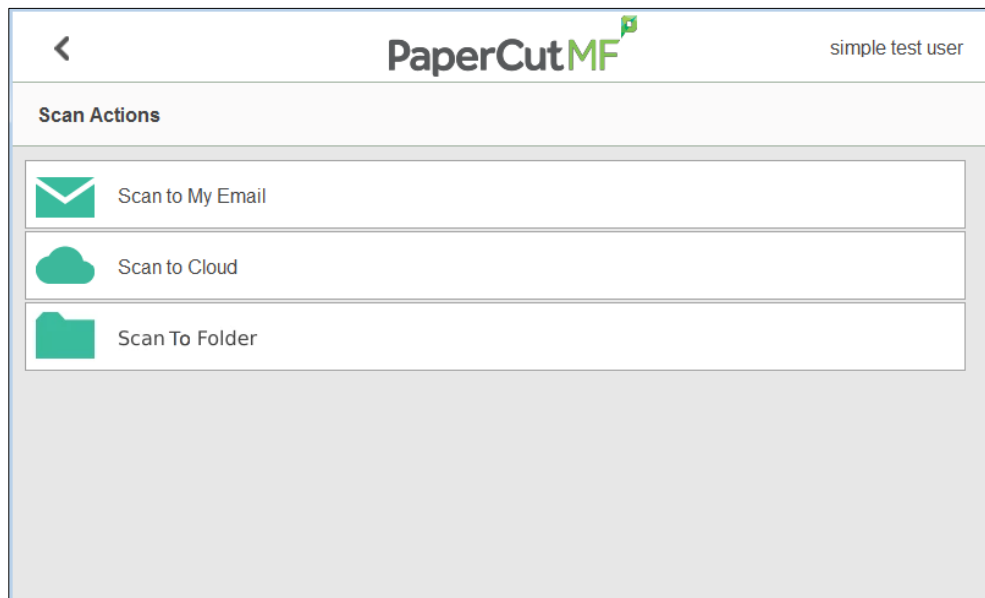 PaperCutMF
simple test user
Scan Actions
Scan to My Email
Scan to Cloud
Scan To Folder